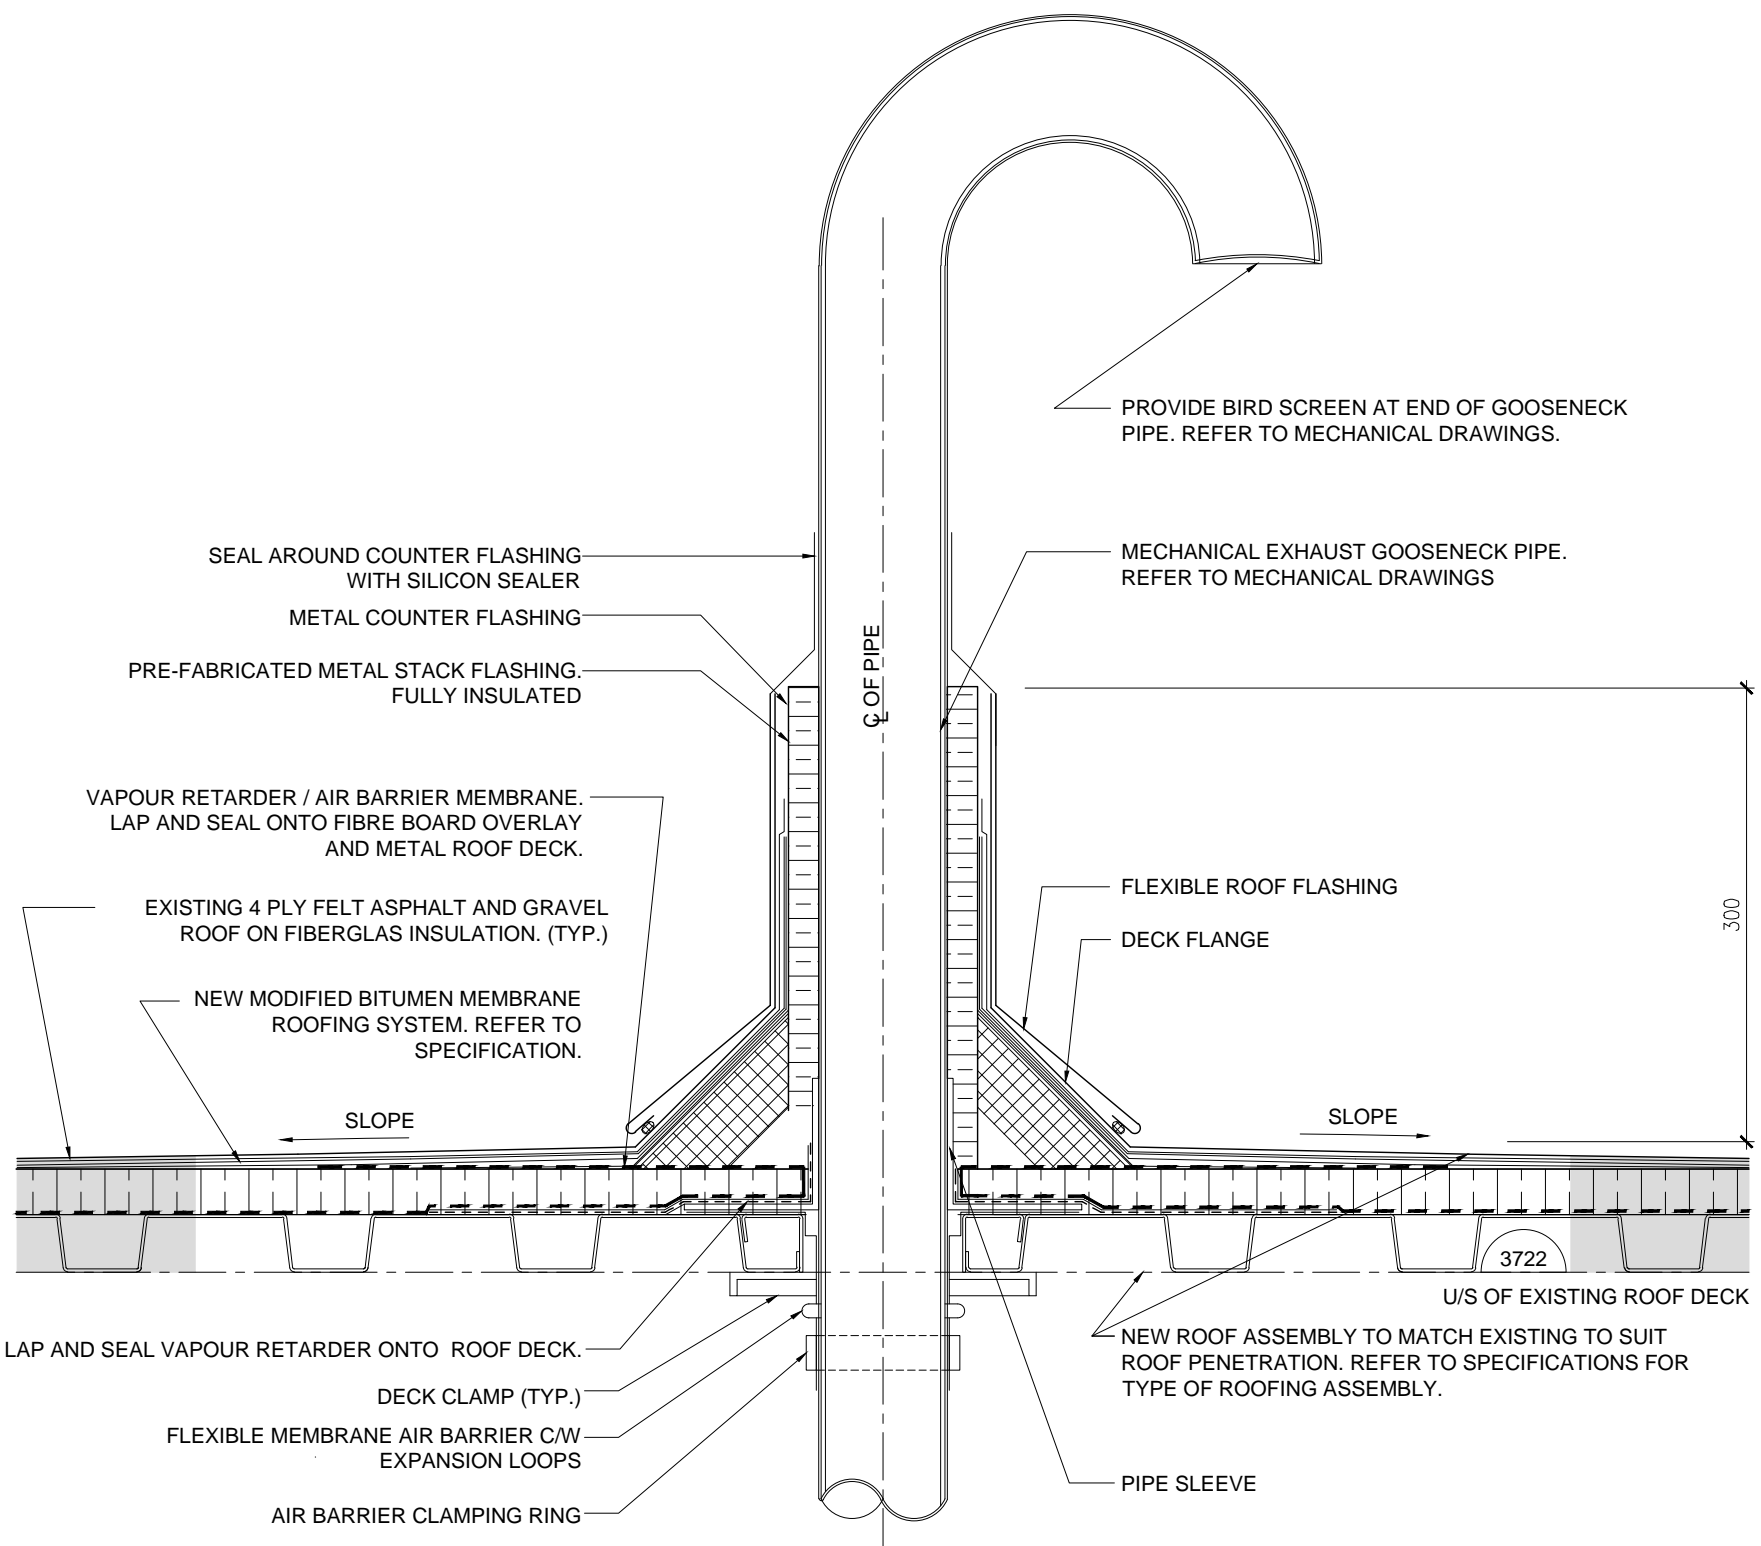 PROVIDE BIRD SCREEN AT END OF GOOSENECK
PIPE. REFER TO MECHANICAL DRAWINGS.
SEAL AROUND COUNTER FLASHING
WITH SILICON SEALER
METAL COUNTER FLASHING
PRE-FABRICATED METAL STACK FLASHING.
FULLY INSULATED
VAPOUR RETARDER / AIR BARRIER MEMBRANE.
LAP AND SEAL ONTO FIBRE BOARD OVERLAY
AND METAL ROOF DECK.
EXISTING 4 PLY FELT ASPHALT AND GRAVEL
ROOF ON FIBERGLAS INSULATION. (TYP.)
NEW MODIFIED BITUMEN MEMBRANE
ROOFING SYSTEM. REFER TO
SPECIFICATION.
SLOPE
℄ OF PIPE
MECHANICAL EXHAUST GOOSENECK PIPE.
REFER TO MECHANICAL DRAWINGS
FLEXIBLE ROOF FLASHING
DECK FLANGE
300
SLOPE
3722
U/S OF EXISTING ROOF DECK
NEW ROOF ASSEMBLY TO MATCH EXISTING TO SUIT
ROOF PENETRATION. REFER TO SPECIFICATIONS FOR
TYPE OF ROOFING ASSEMBLY.
PIPE SLEEVE
LAP AND SEAL VAPOUR RETARDER ONTO ROOF DECK.
DECK CLAMP (TYP.)
FLEXIBLE MEMBRANE AIR BARRIER C/W
EXPANSION LOOPS
AIR BARRIER CLAMPING RING